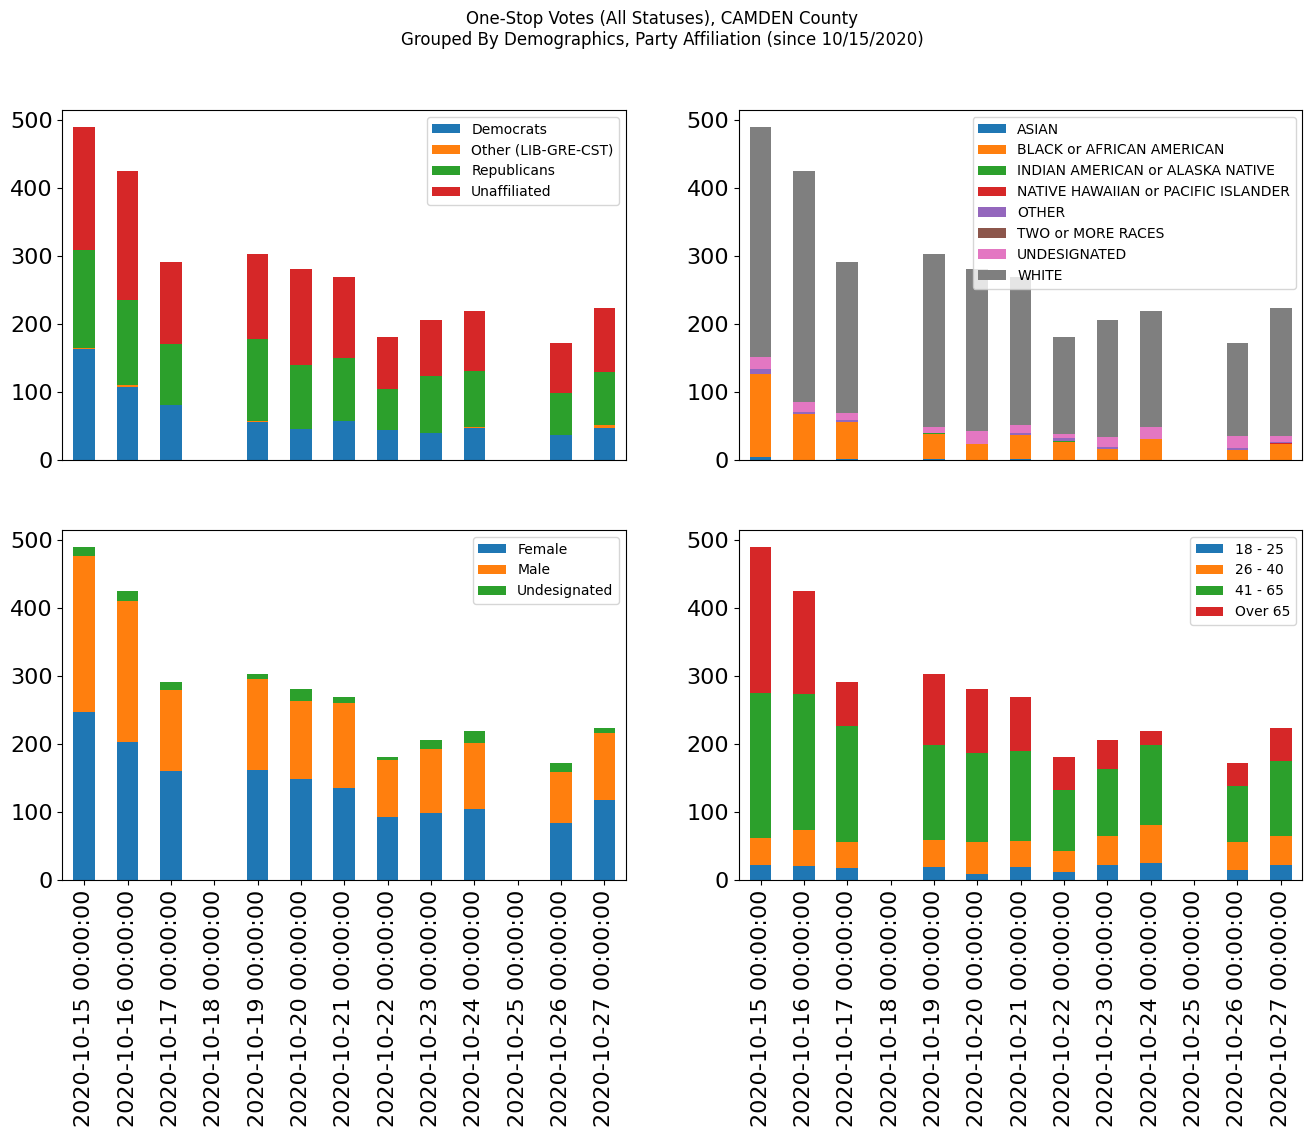 One-Stop Votes (All Statuses), CAMDEN County
Grouped By Demographics, Party Affiliation (since 10/15/2020)
500
400
300
200
100
0
Democrats
Other (LIB-GRE-CST)
Republicans
Unaffiliated
500
400
300
200
100
0
ASIAN
BLACK or AFRICAN AMERICAN
INDIAN AMERICAN or ALASKA NATIVE
NATIVE HAWAIIAN or PACIFIC ISLANDER
OTHER
TWO or MORE RACES
UNDESIGNATED
WHITE
500
400
300
200
100
0
Female
Male
Undesignated
2020-10-15 00:00:00
2020-10-16 00:00:00
2020-10-17 00:00:00
2020-10-18 00:00:00
2020-10-19 00:00:00
2020-10-20 00:00:00
2020-10-21 00:00:00
2020-10-22 00:00:00
2020-10-23 00:00:00
2020-10-24 00:00:00
2020-10-25 00:00:00
2020-10-26 00:00:00
2020-10-27 00:00:00
500
400
300
200
100
0
18 - 25
26 - 40
41 - 65
Over 65
2020-10-15 00:00:00
2020-10-16 00:00:00
2020-10-17 00:00:00
2020-10-18 00:00:00
2020-10-19 00:00:00
2020-10-20 00:00:00
2020-10-21 00:00:00
2020-10-22 00:00:00
2020-10-23 00:00:00
2020-10-24 00:00:00
2020-10-25 00:00:00
2020-10-26 00:00:00
2020-10-27 00:00:00